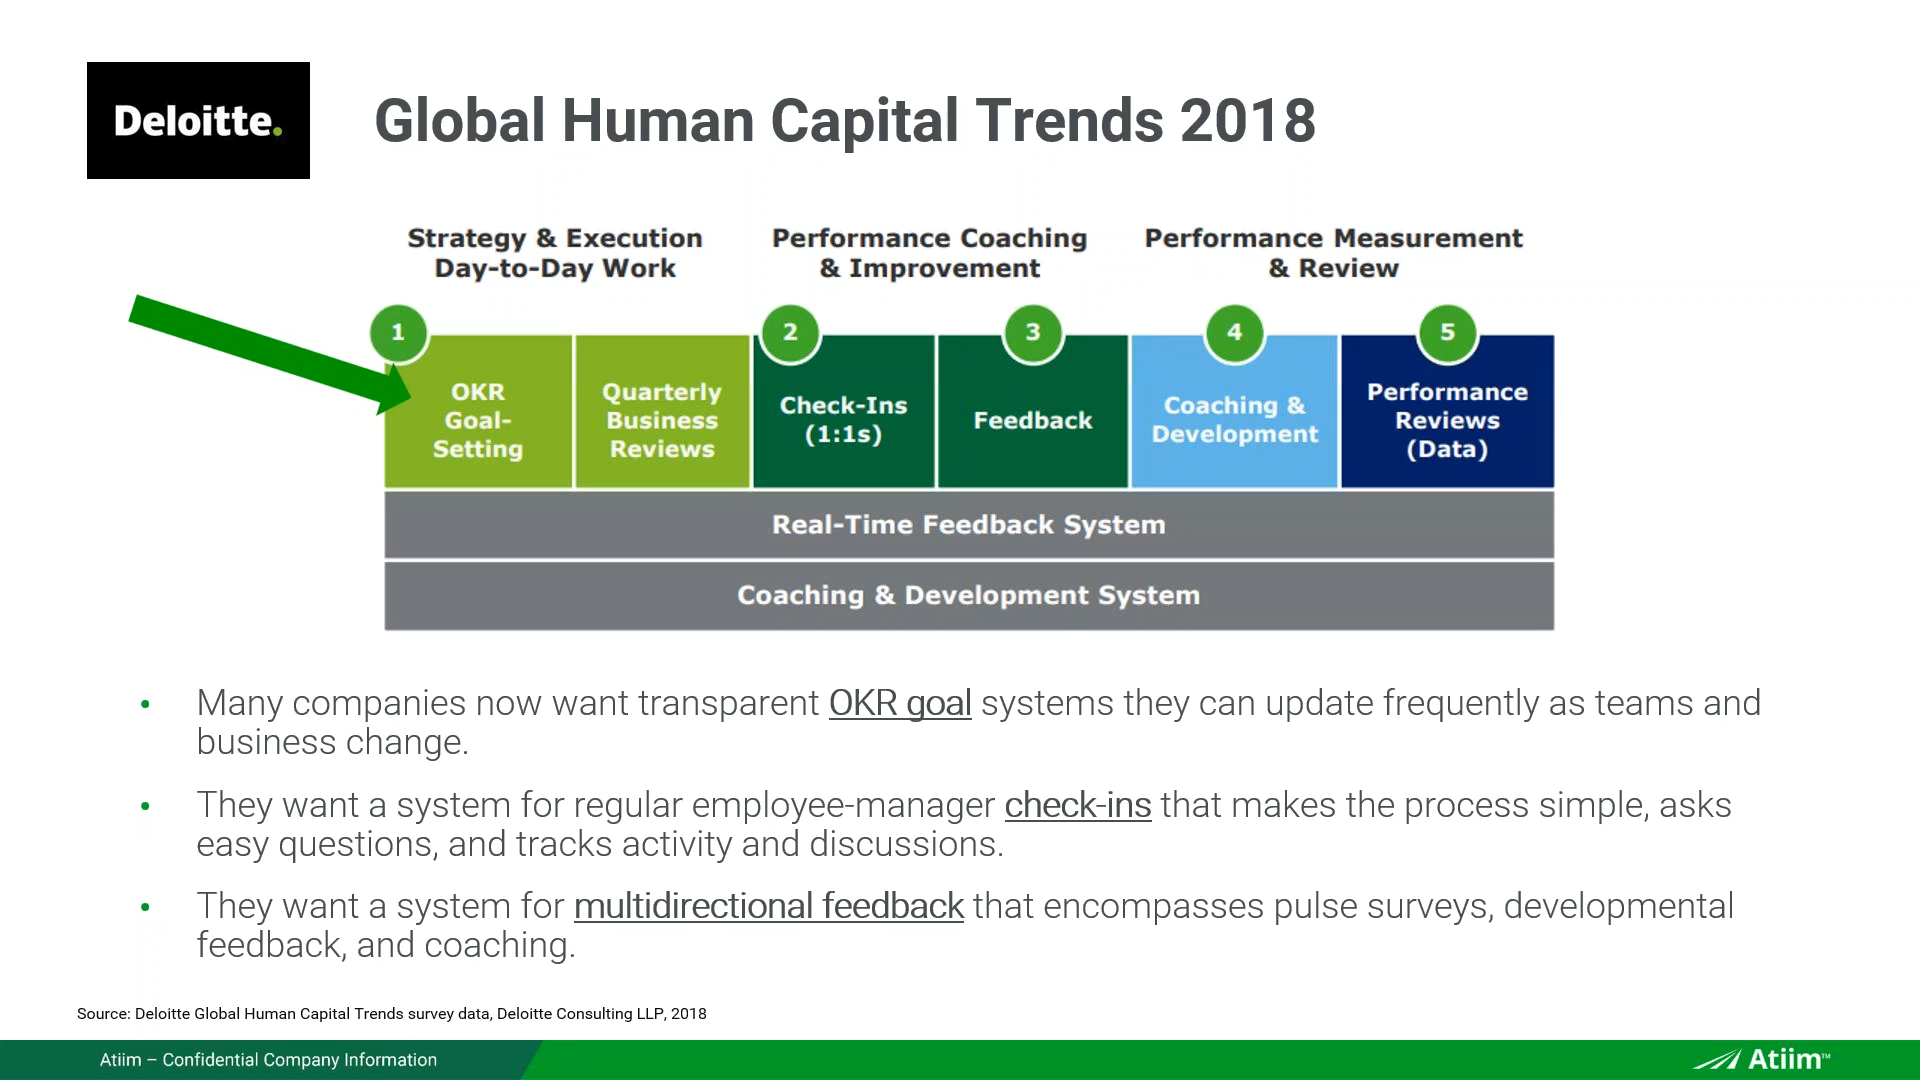 Deloitte.
Global Human Capital Trends 2018
Strategy & Execution
Day-to-Day Work
Performance Coaching
& Improvement
Performance Measurement
& Review
1
2
3
4
5
OKR
Goal-
Setting
Quarterly
Business
Reviews
Check-Ins
(1:1s)
Feedback
Coaching &
Development
Performance
Reviews
(Data)
Real-Time Feedback System
Coaching & Development System
• Many companies now want transparent OKR goal systems they can update frequently as teams and
business change.
• They want a system for regular employee-manager check-ins that makes the process simple, asks
easy questions, and tracks activity and discussions.
• They want a system for multidirectional feedback that encompasses pulse surveys, developmental
feedback, and coaching.
Source: Deloitte Global Human Capital Trends survey data, Deloitte Consulting LLP, 2018
Atiim – Confidential Company Information
Atiim™